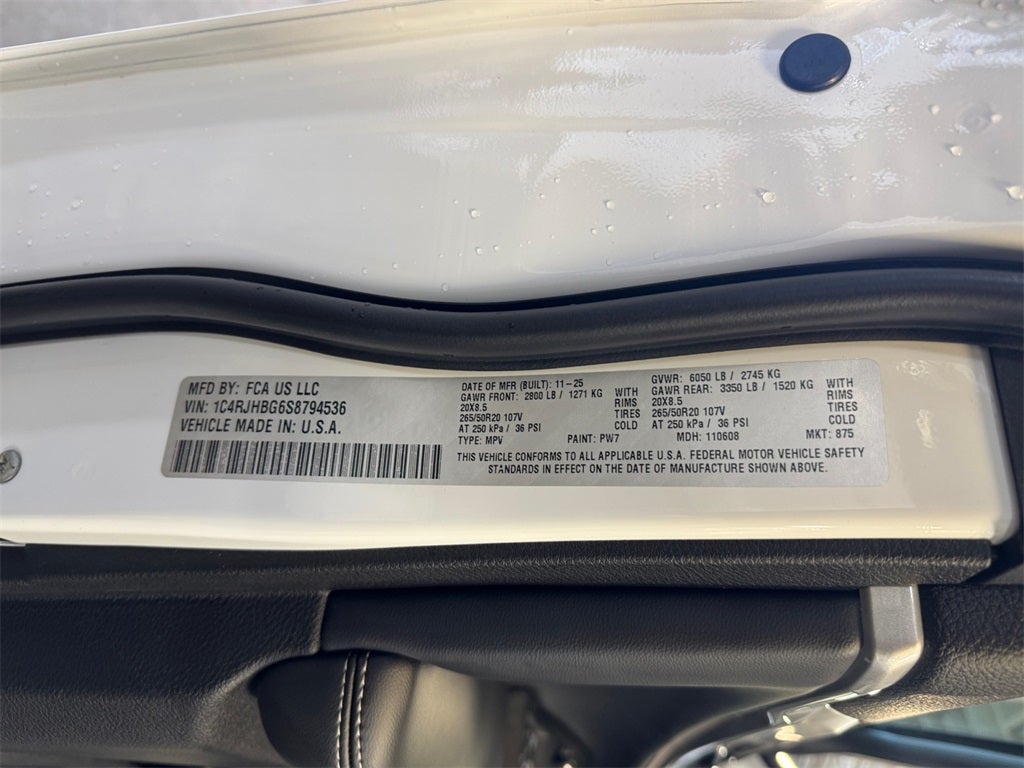 MFD BY: FCA US LLC
VIN: 1C4RJHBG6S8794536
VEHICLE MADE IN: U.S.A.
DATE OF MFR (BUILT): 11-25
GAWR FRONT: 2800 LB / 1271 KG WITH
20X8.5 RIMS
265/50R20 107V TIRES
AT 250 kPa / 36 PSI COLD
GVWR: 6050 LB / 2745 KG
GAWR REAR: 3350 LB / 1520 KG WITH
20X8.5 RIMS
265/50R20 107V TIRES
AT 250 kPa / 36 PSI COLD
TYPE: MPV PAINT: PW7 MDH: 110608 MKT: 875
THIS VEHICLE CONFORMS TO ALL APPLICABLE U.S.A. FEDERAL MOTOR VEHICLE SAFETY
STANDARDS IN EFFECT ON THE DATE OF MANUFACTURE SHOWN ABOVE.